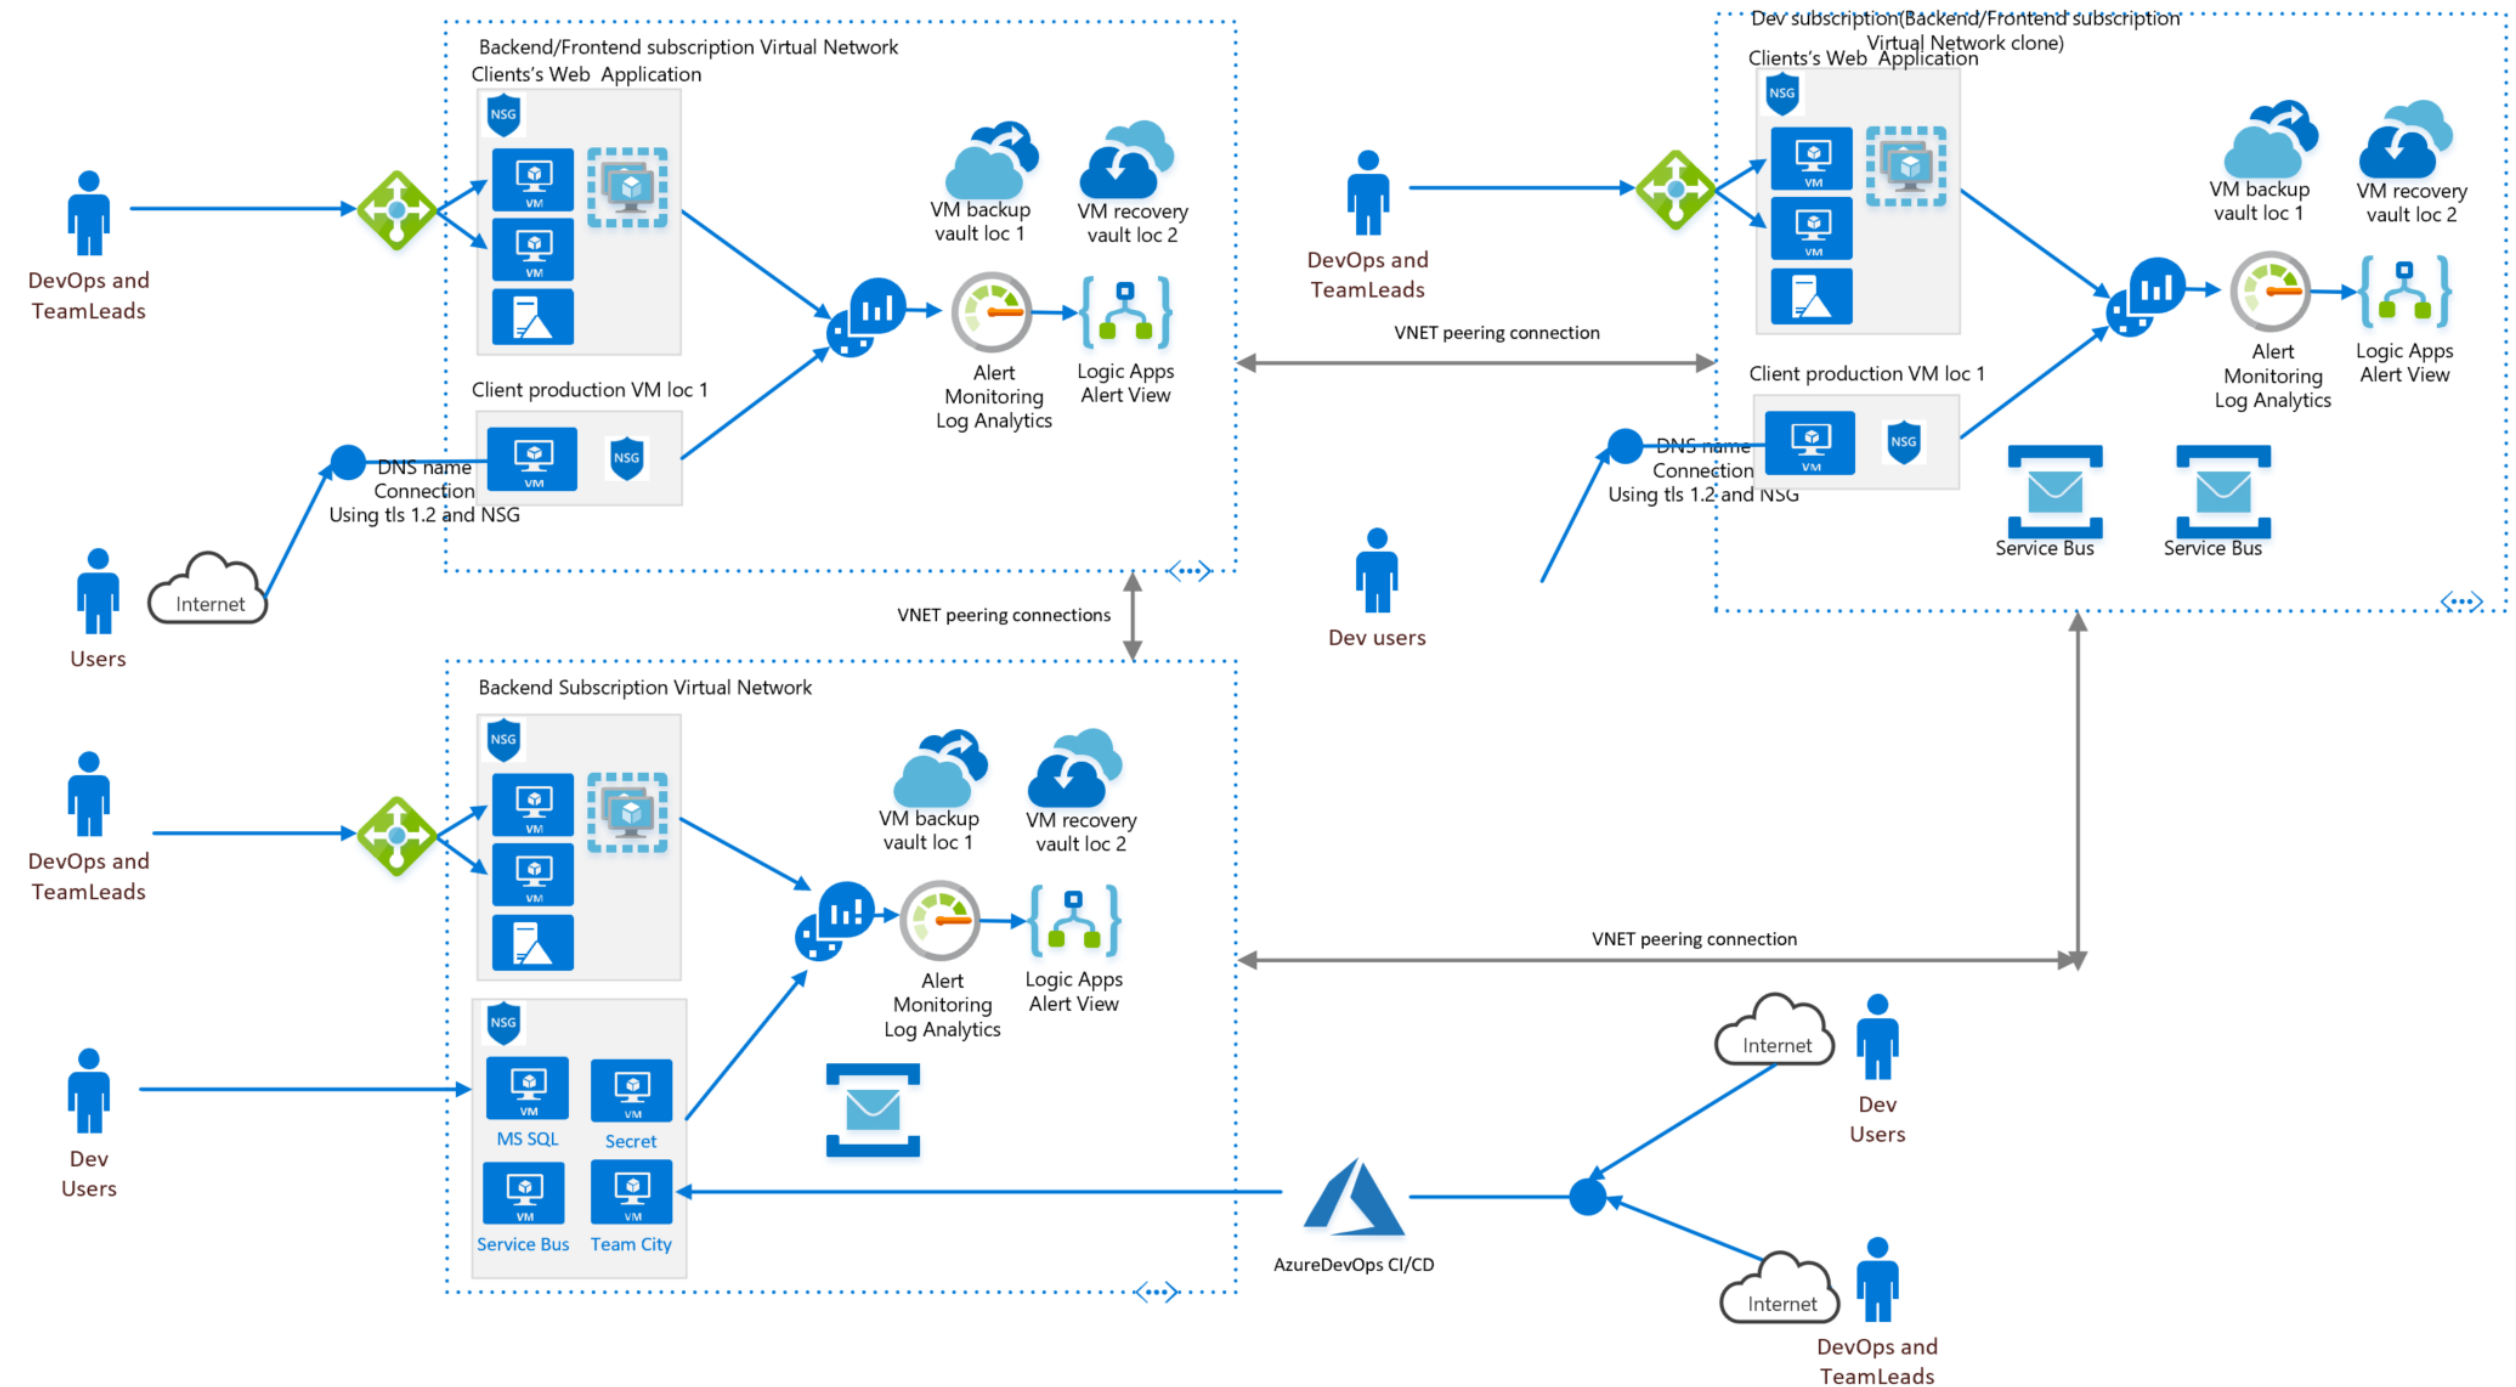 Backend/Frontend subscription Virtual Network
Clients's Web Application
NSG
VM
VM
VM backup
vault loc 1
VM recovery
vault loc 2
DevOps and
TeamLeads
Alert
Monitoring
Log Analytics
Logic Apps
Alert View
Client production VM loc 1
VM
NSG
DNS name
Connection
Using tls 1.2 and NSG
Internet
Users
VNET peering connection
VNET peering connections
Dev subscription(Backend/Frontend subscription
Virtual Network clone)
Clients's Web Application
NSG
VM
VM
VM backup
vault loc 1
VM recovery
vault loc 2
DevOps and
TeamLeads
Alert
Monitoring
Log Analytics
Logic Apps
Alert View
Client production VM loc 1
VM
NSG
DNS name
Connection
Using tls 1.2 and NSG
Service Bus
Service Bus
Dev users
Backend Subscription Virtual Network
NSG
VM
VM
VM backup
vault loc 1
VM recovery
vault loc 2
DevOps and
TeamLeads
Alert
Monitoring
Log Analytics
Logic Apps
Alert View
VNET peering connection
NSG
VM
MS SQL
VM
Secret
VM
Service Bus
VM
Team City
Dev
Users
AzureDevOps CI/CD
Internet
Dev
Users
Internet
DevOps and
TeamLeads